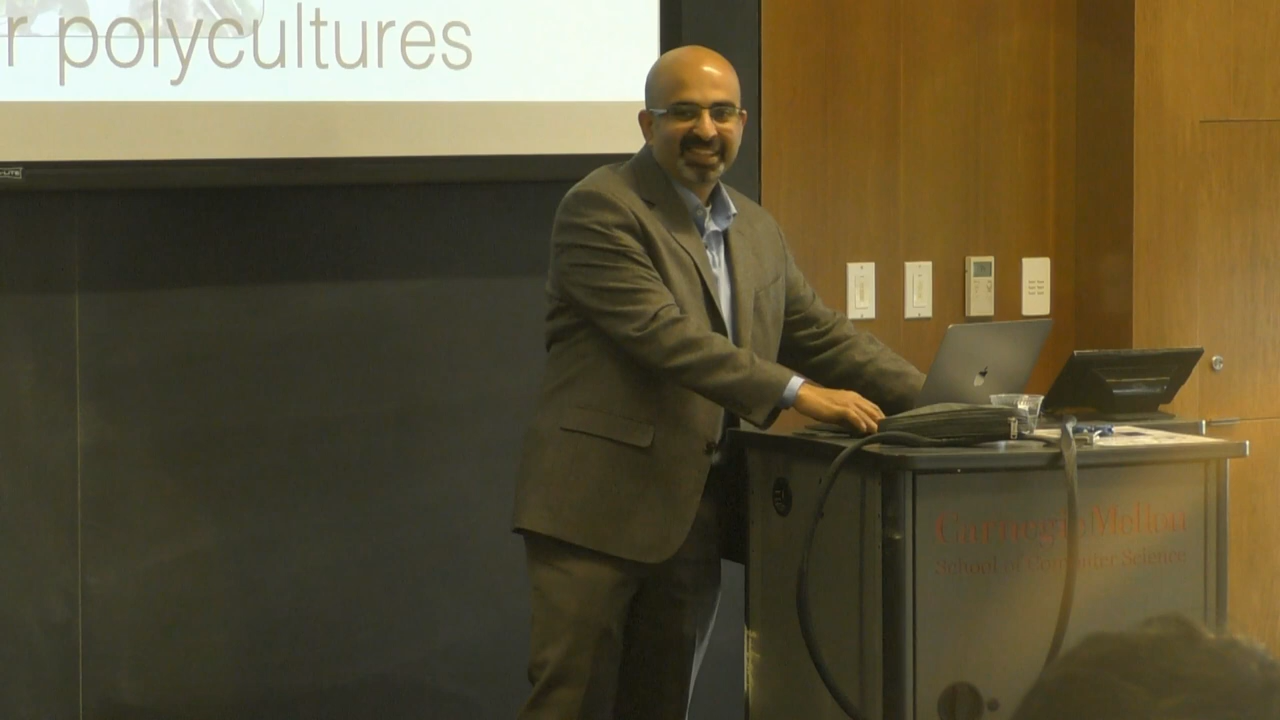 r polycultures
Carnegie Mellon
School of Computer Science